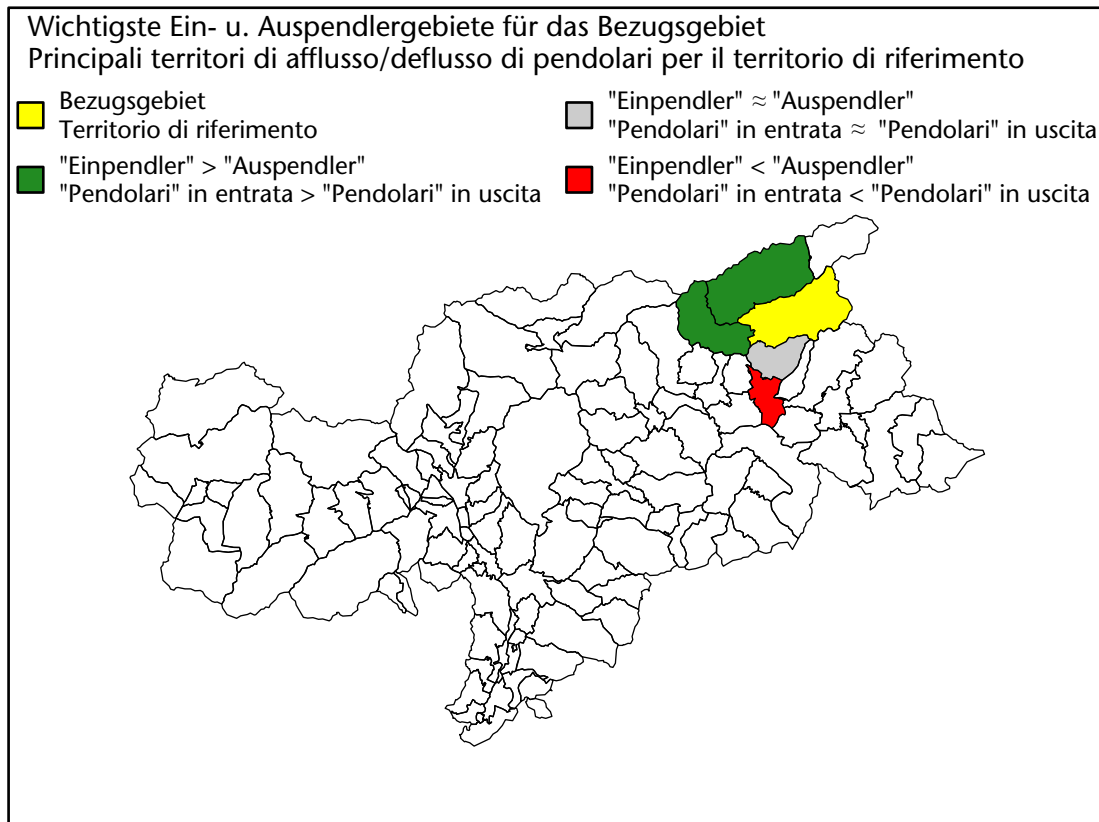 Wichtigste Ein- u. Auspendlergebiete für das Bezugsgebiet
Principali territori di afflusso/deflusso di pendolari per il territorio di riferimento
Bezugsgebiet
Territorio di riferimento
"Einpendler" > "Auspendler"
"Pendolari" in entrata > "Pendolari" in uscita
"Einpendler" ≈ "Auspendler"
"Pendolari" in entrata ≈ "Pendolari" in uscita
"Einpendler" < "Auspendler"
"Pendolari" in entrata < "Pendolari" in uscita